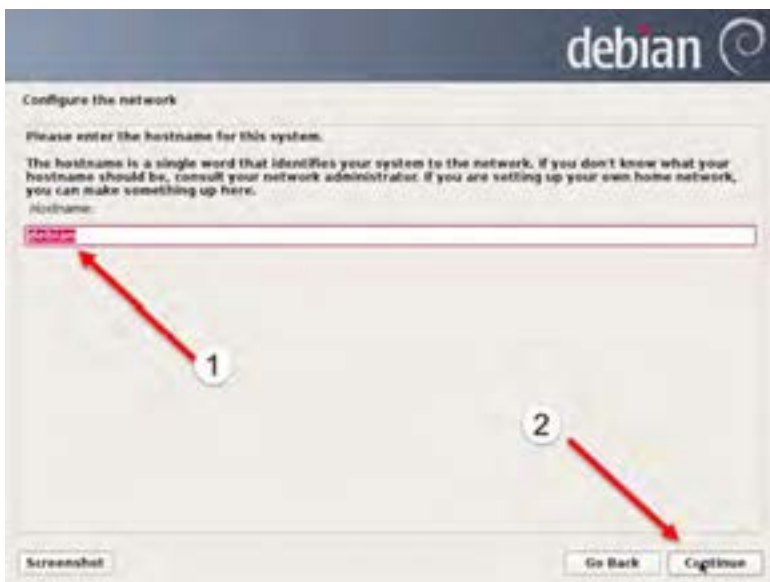 debian
Configure the network
Please enter the hostname for this system.
The hostname is a single word that identifies your system to the network. If you don't know what your
hostname should be, consult your network administrator. If you are setting up your own home network,
you can make something up here.
Hostname:
debian
1
2
Screenshot
Go Back
Continue